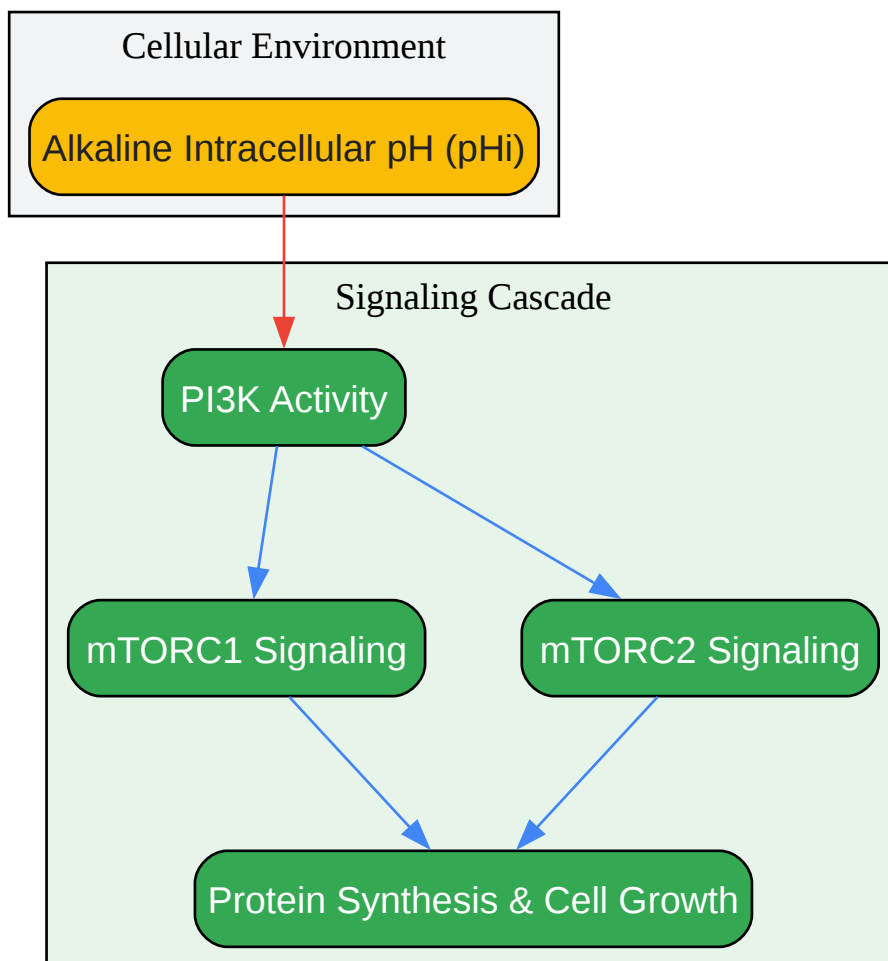 Cellular Environment
Alkaline Intracellular pH (pHi)
Signaling Cascade
PI3K Activity
mTORC1 Signaling
mTORC2 Signaling
Protein Synthesis & Cell Growth